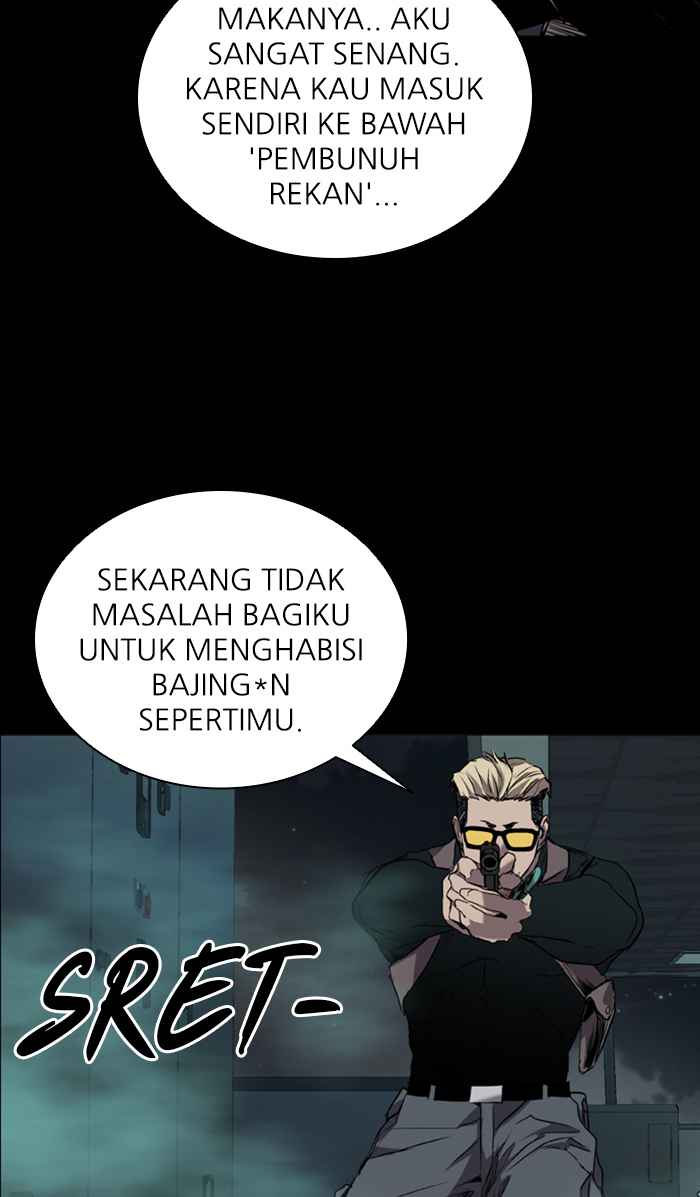 MAKANYA.. AKU
SANGAT SENANG.
KARENA KAU MASUK
SENDIRI KE BAWAH
'PEMBUNUH
REKAN'...
SEKARANG TIDAK
MASALAH BAGIKU
UNTUK MENGHABISI
BAJING*N
SEPERTIMU.
SRET-